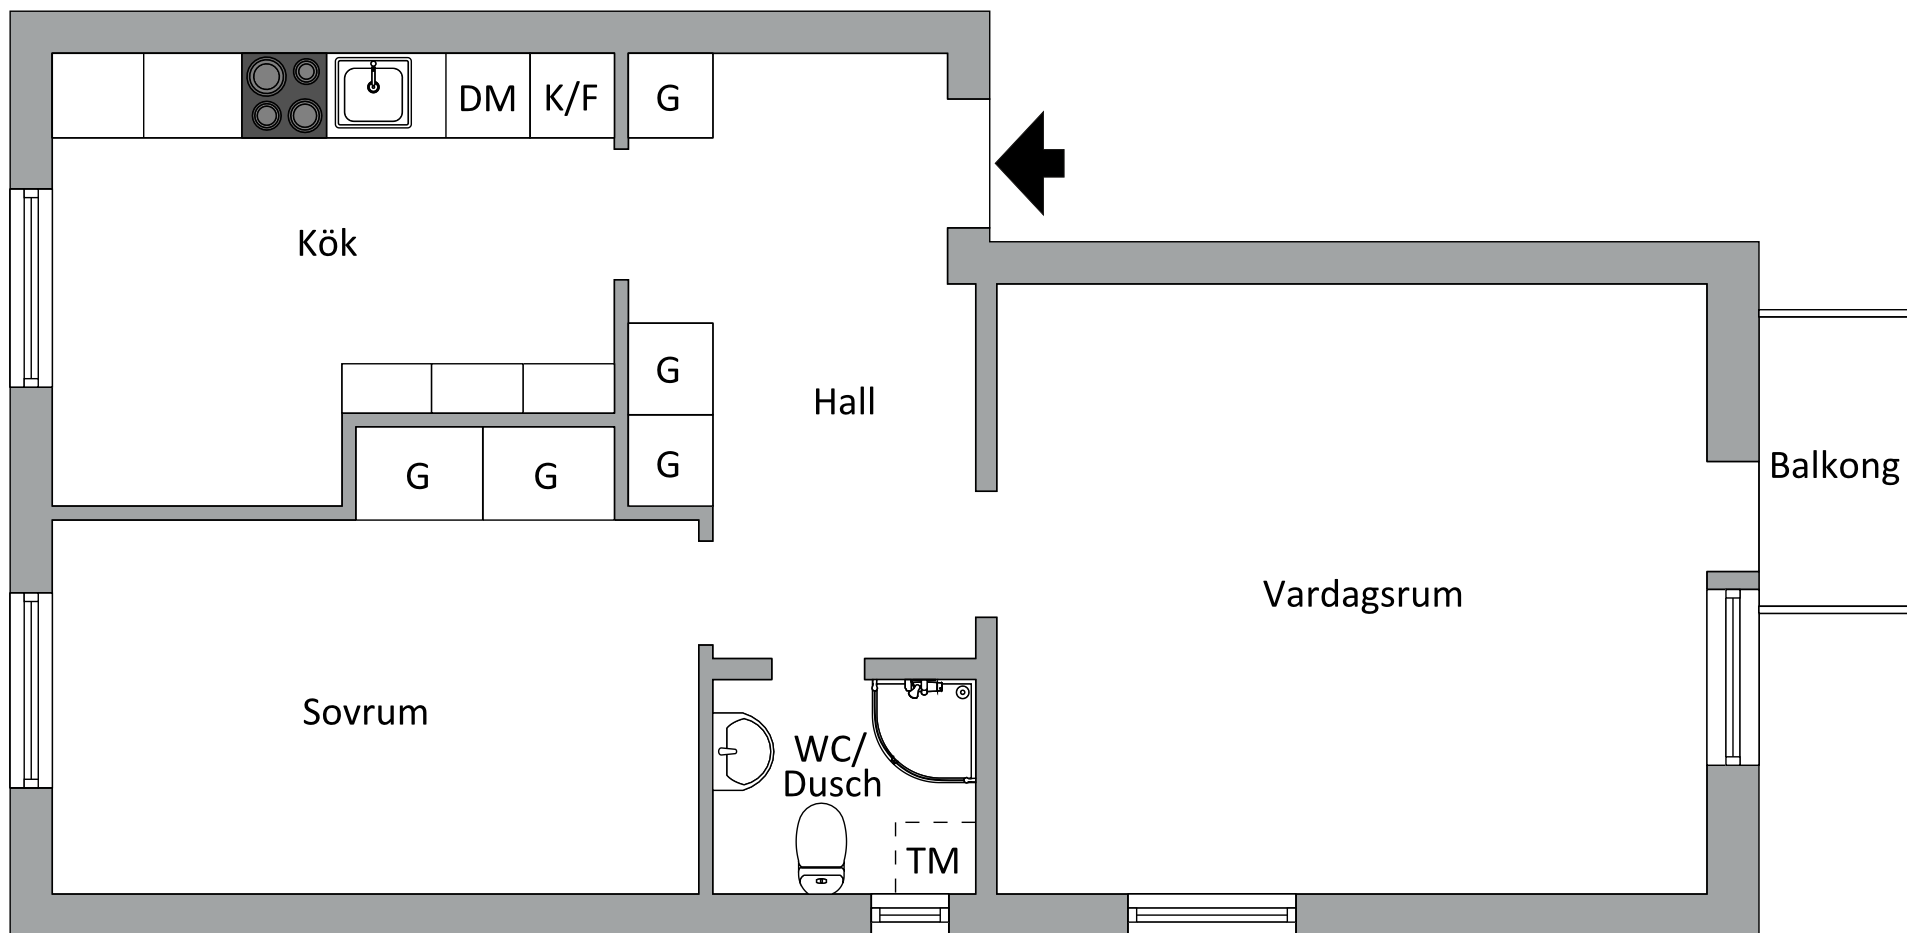 DM K/F G
Kök
G
Hall
G
G G
Balkong
Vardagsrum
Sovrum
WC/
Dusch
TM